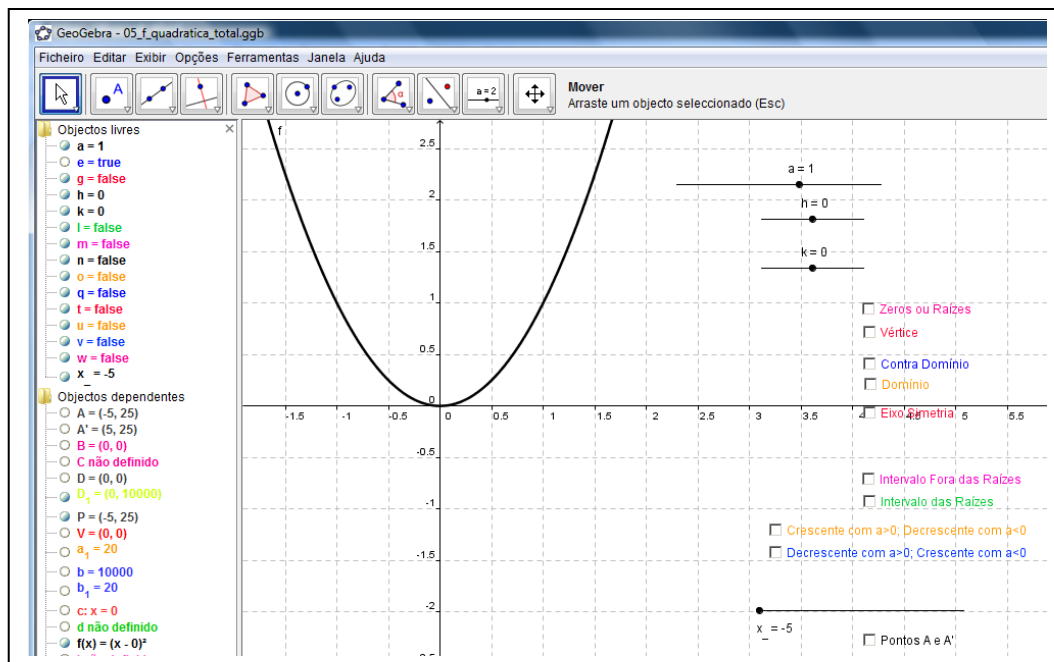 GeoGebra - 05_f_quadratica_total.ggb
Ficheiro Editar Exibir Opções Ferramentas Janela Ajuda
A
α
a = 2
Mover
Arraste um objecto seleccionado (Esc)
Objectos livres
a = 1
e = true
g = false
h = 0
k = 0
l = false
m = false
n = false
o = false
q = false
t = false
u = false
v = false
w = false
x_ = -5
Objectos dependentes
A = (-5, 25)
A' = (5, 25)
B = (0, 0)
C não definido
D = (0, 0)
D₁ = (0, 10000)
P = (-5, 25)
V = (0, 0)
a₁ = 20
b = 10000
b₁ = 20
c: x = 0
d não definido
f(x) = (x - 0)²
f
2.5
2
1.5
1
0.5
0
-0.5
-1
-1.5
-2
-2.5
-1.5 -1 -0.5 0 0.5 1 1.5 2 2.5 3 3.5 4 4.5 5 5.5
a = 1
h = 0
k = 0
Zeros ou Raízes
Vértice
Contra Domínio
Domínio
Eixo Simetria
Intervalo Fora das Raízes
Intervalo das Raízes
Crescente com a>0; Decrescente com a<0
Decrescente com a>0; Crescente com a<0
x_ = -5
Pontos A e A'